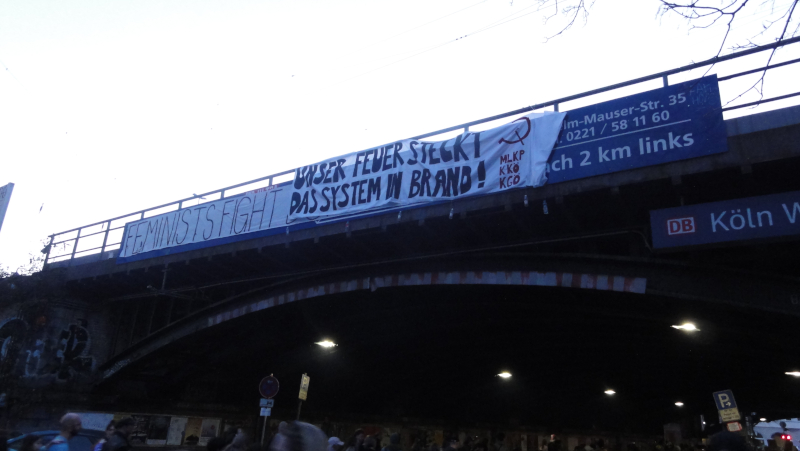 FEMINISTS FIGHT
UNSER FEUER STECKT
DAS SYSTEM IN BRAND!
MLKP
KKÖ
KGÖ
lm-Mauser-Str. 35
. 0221 / 58 11 60
ch 2 km links
DB Köln W
P